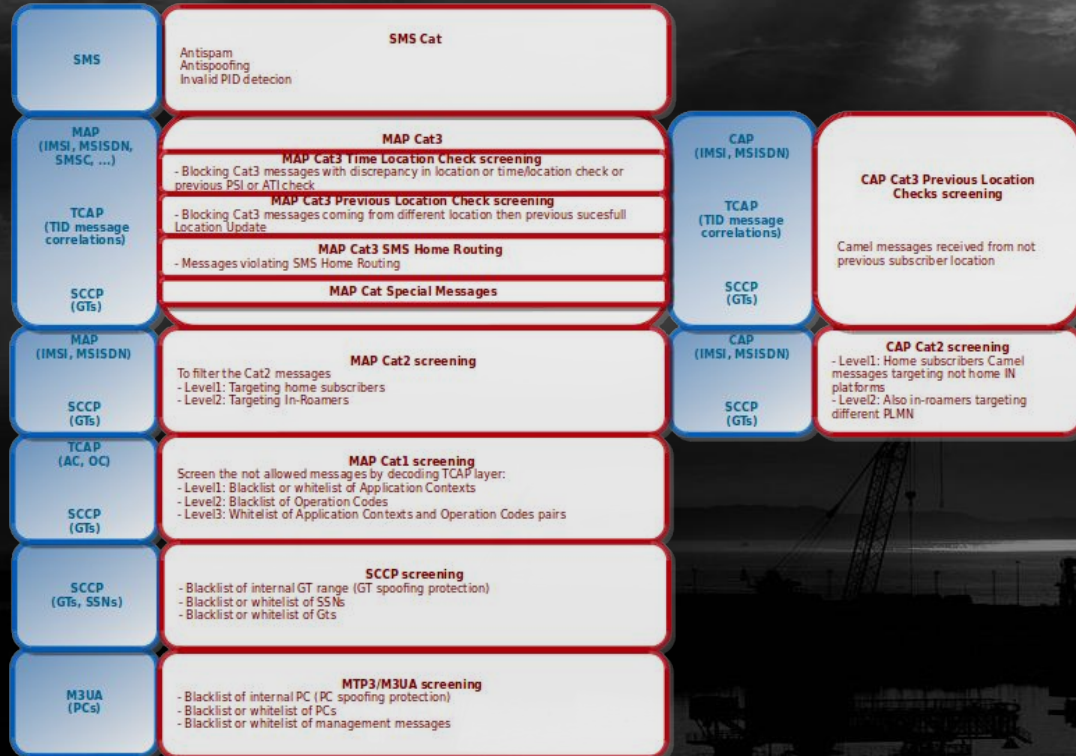 SMS
SMS Cat
Antispam
Antispoofing
Invalid PID detecion
MAP
(IMSI, MSISDN,
SMSC, ...)
TCAP
(TID message
correlations)
SCCP
(GTs)
MAP Cat3
MAP Cat3 Time Location Check screening
- Blocking Cat3 messages with discrepancy in location or time/location check or
previous PSI or ATI check
MAP Cat3 Previous Location Check screening
- Blocking Cat3 messages coming from different location then previous sucesfull
Location Update
MAP Cat3 SMS Home Routing
- Messages violating SMS Home Routing
MAP Cat Special Messages
CAP
(IMSI, MSISDN)
TCAP
(TID message
correlations)
SCCP
(GTs)
CAP Cat3 Previous Location
Checks screening
Camel messages received from not
previous subscriber location
MAP
(IMSI, MSISDN)
SCCP
(GTs)
MAP Cat2 screening
To filter the Cat2 messages
- Level1: Targeting home subscribers
- Level2: Targeting In-Roamers
CAP
(IMSI, MSISDN)
SCCP
(GTs)
CAP Cat2 screening
- Level1: Home subscribers Camel
messages targeting not home IN
platforms
- Level2: Also in-roamers targeting
different PLMN
TCAP
(AC, OC)
SCCP
(GTs)
MAP Cat1 screening
Screen the not allowed messages by decoding TCAP layer:
- Level1: Blacklist or whitelist of Application Contexts
- Level2: Blacklist of Operation Codes
- Level3: Whitelist of Application Contexts and Operation Codes pairs
SCCP
(GTs, SSNs)
SCCP screening
- Blacklist of internal GT range (GT spoofing protection)
- Blacklist or whitelist of SSNs
- Blacklist or whitelist of Gts
M3UA
(PCs)
MTP3/M3UA screening
- Blacklist of internal PC (PC spoofing protection)
- Blacklist or whitelist of PCs
- Blacklist or whitelist of management messages